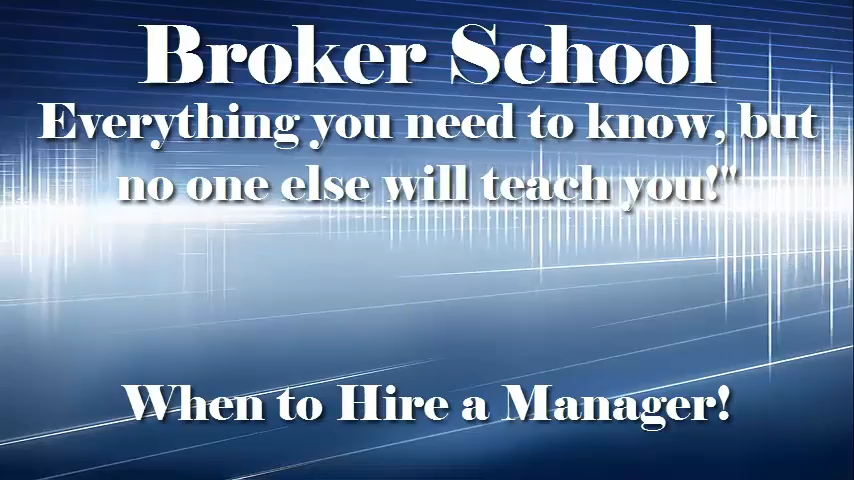 Broker School
Everything you need to know, but
no one else will teach you!"
When to Hire a Manager!